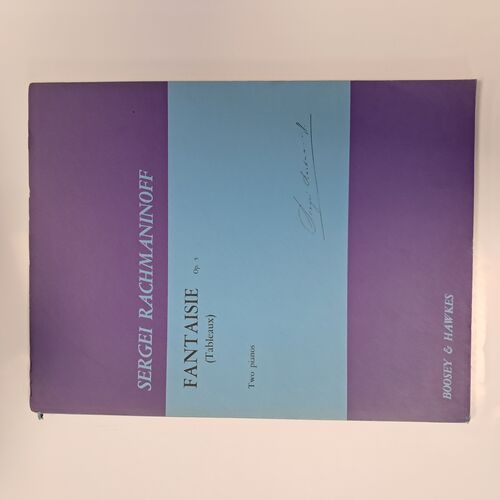 SERGEI RACHMANINOFF
FANTAISIE Op. 5
(Tableaux)
Two pianos
BOOSEY & HAWKES